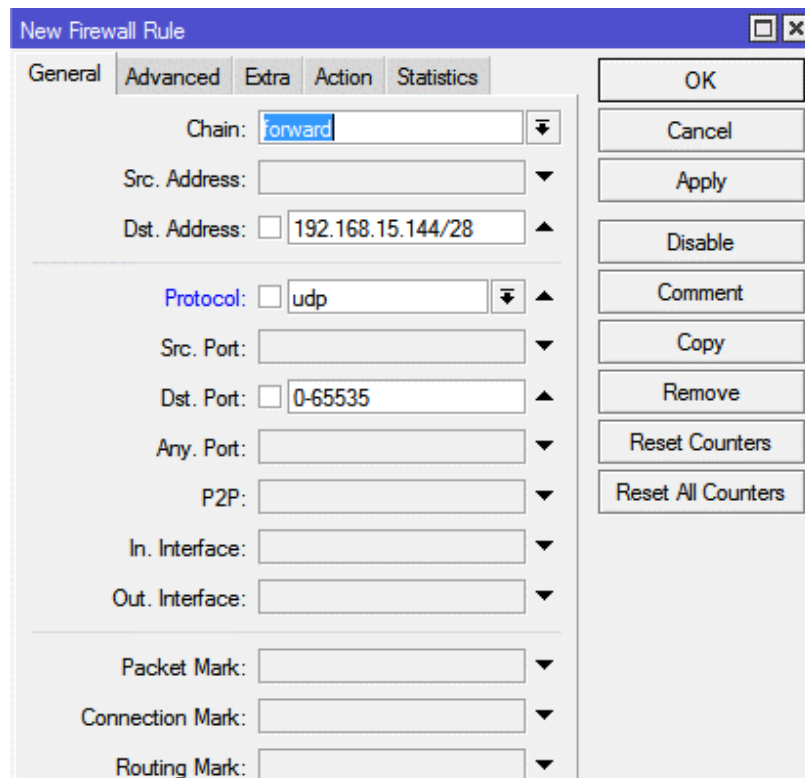 New Firewall Rule
General Advanced Extra Action Statistics
Chain: forward
Src. Address:
Dst. Address: 192.168.15.144/28
Protocol: udp
Src. Port:
Dst. Port: 0-65535
Any. Port:
P2P:
In. Interface:
Out. Interface:
Packet Mark:
Connection Mark:
Routing Mark:
OK
Cancel
Apply
Disable
Comment
Copy
Remove
Reset Counters
Reset All Counters